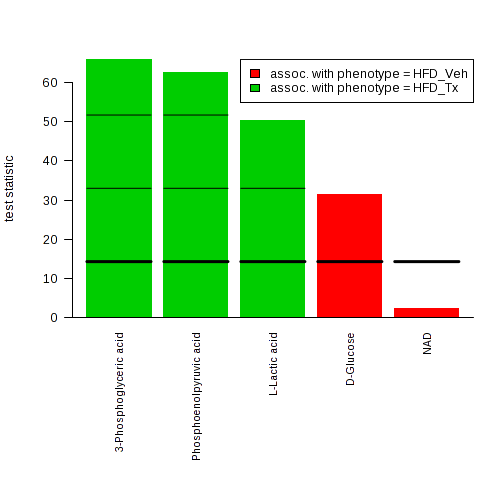 assoc. with phenotype = HFD_Veh
assoc. with phenotype = HFD_Tx
test statistic
60
50
40
30
20
10
0
3-Phosphoglyceric acid
Phosphoenolpyruvic acid
L-Lactic acid
D-Glucose
NAD